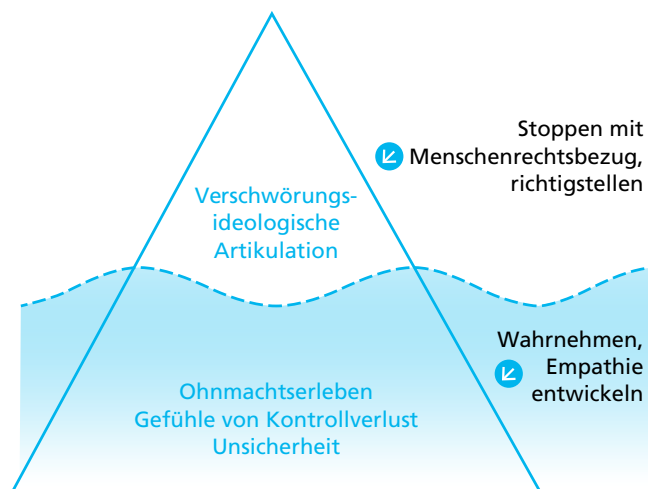 Stoppen mit
Menschenrechtsbezug,
richtigstellen
Verschwörungs-
ideologische
Artikulation
Wahrnehmen,
Empathie
entwickeln
Ohnmachtserleben
Gefühle von Kontrollverlust
Unsicherheit